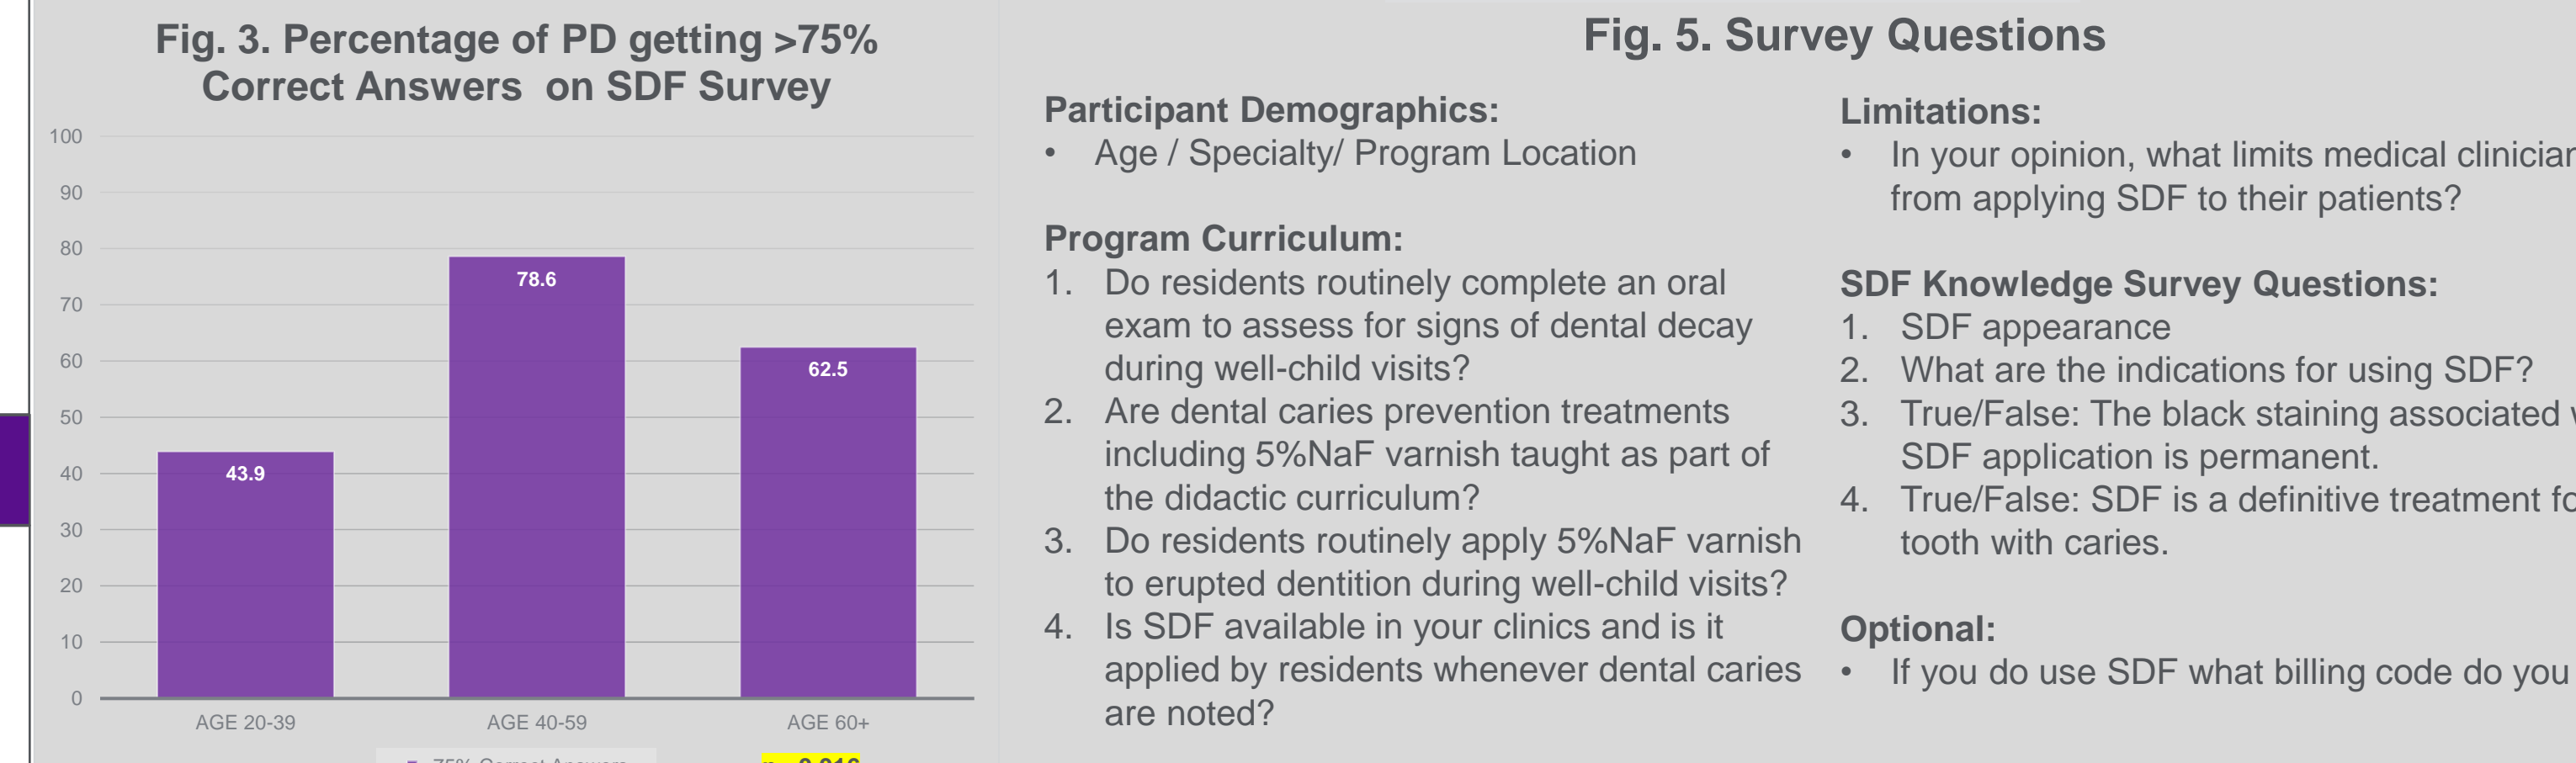 Fig. 3. Percentage of PD getting >75%
Correct Answers on SDF Survey
100
90
80
70
60
50
40
30
20
10
0
43.9
78.6
62.5
AGE 20-39
AGE 40-59
AGE 60+
75% Correct Answers
Fig. 5. Survey Questions
Participant Demographics:
• Age / Specialty/ Program Location
Program Curriculum:
1. Do residents routinely complete an oral
exam to assess for signs of dental decay
during well-child visits?
2. Are dental caries prevention treatments
including 5%NaF varnish taught as part of
the didactic curriculum?
3. Do residents routinely apply 5%NaF varnish
to erupted dentition during well-child visits?
4. Is SDF available in your clinics and is it
applied by residents whenever dental caries
are noted?
Limitations:
• In your opinion, what limits medical
from applying SDF to their patients?
SDF Knowledge Survey Questions:
1. SDF appearance
2. What are the indications for using SDF?
3. True/False: The black staining associated
SDF application is permanent.
4. True/False: SDF is a definitive treatment
tooth with caries.
Optional:
• If you do use SDF what billing code do you